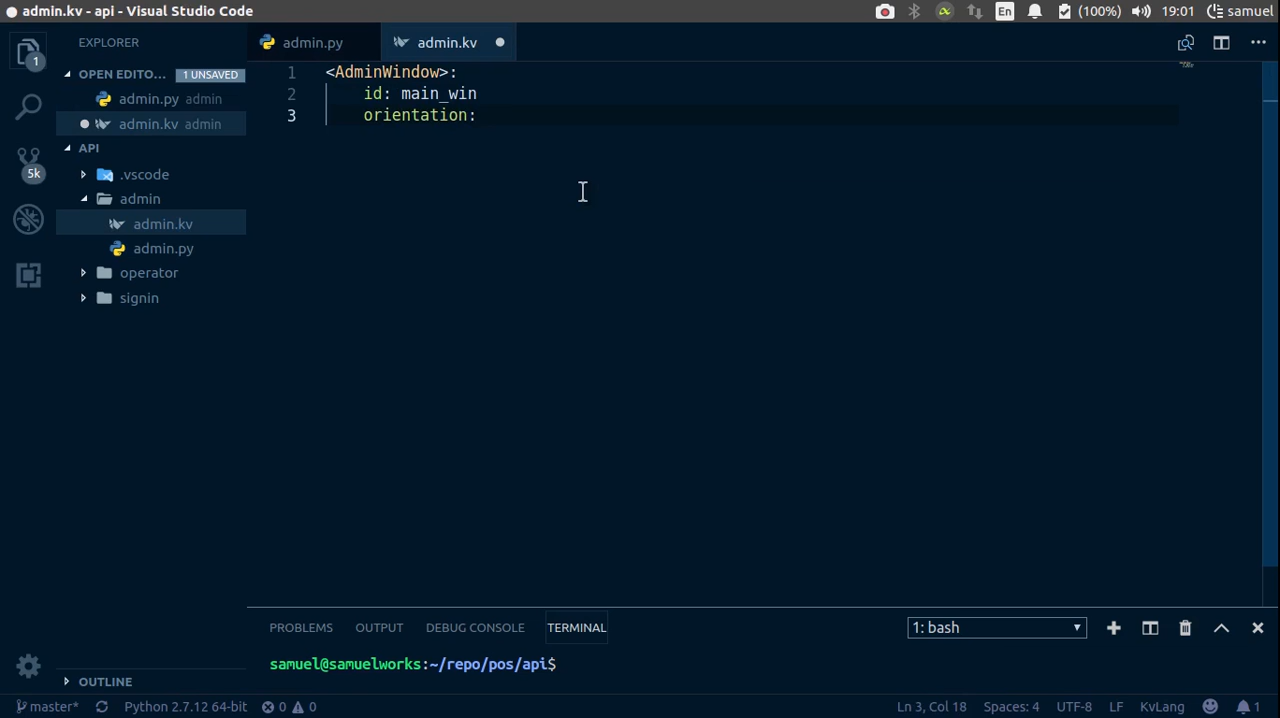 admin.kv - api - Visual Studio Code
En
(100%)
19:01
samuel
1
EXPLORER
admin.py
admin.kv
OPEN EDITO...
1 UNSAVED
admin.py admin
admin.kv admin
API
5k
.vscode
admin
admin.kv
admin.py
operator
signin
1 <AdminWindow>:
2 id: main_win
3 orientation:
PROBLEMS
OUTPUT
DEBUG CONSOLE
TERMINAL
1: bash
samuel@samuelworks:~/repo/pos/api$
OUTLINE
master*
Python 2.7.12 64-bit
0
0
Ln 3, Col 18
Spaces: 4
UTF-8
LF
KvLang
1